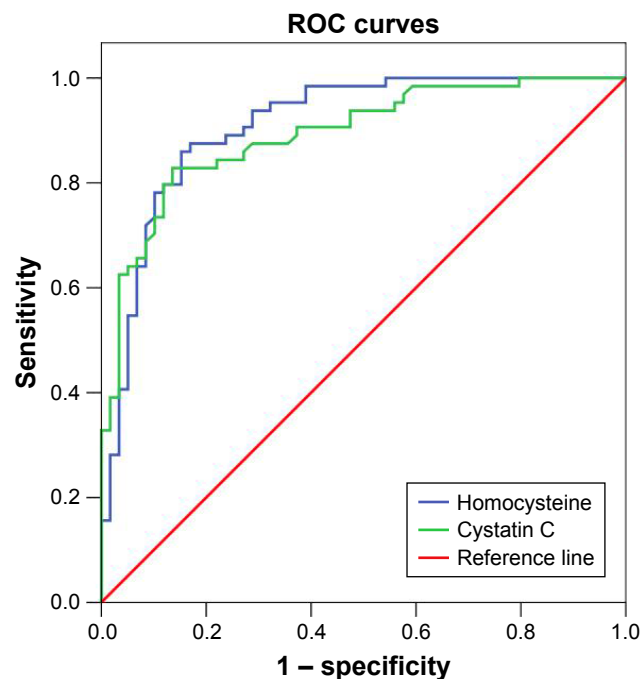 ROC curves
Sensitivity
1.0
0.8
0.6
0.4
0.2
0.0
Homocysteine
Cystatin C
Reference line
0.0 0.2 0.4 0.6 0.8 1.0
1 – specificity